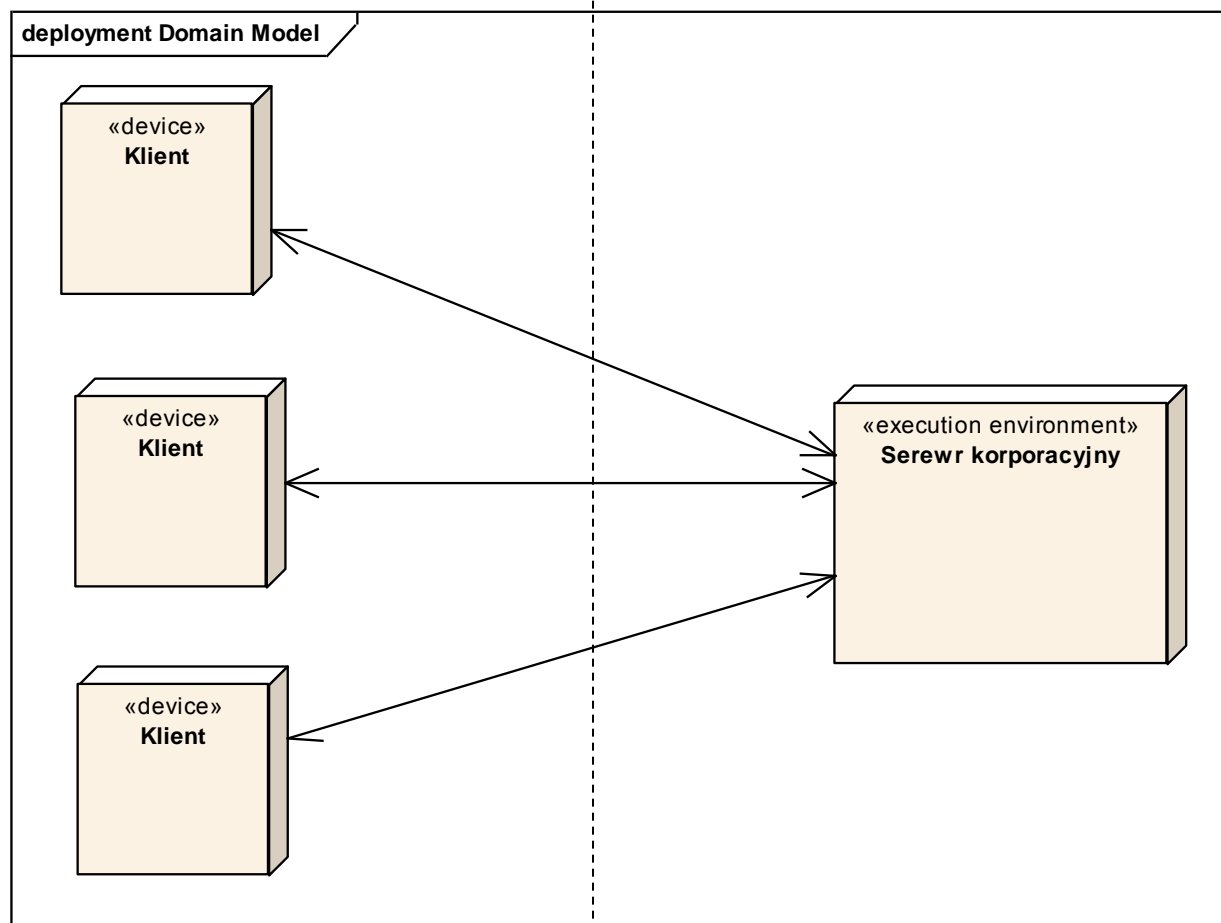 deployment Domain Model
«device»
Klient
«device»
Klient
«execution environment»
Serewr korporacyjny
«device»
Klient